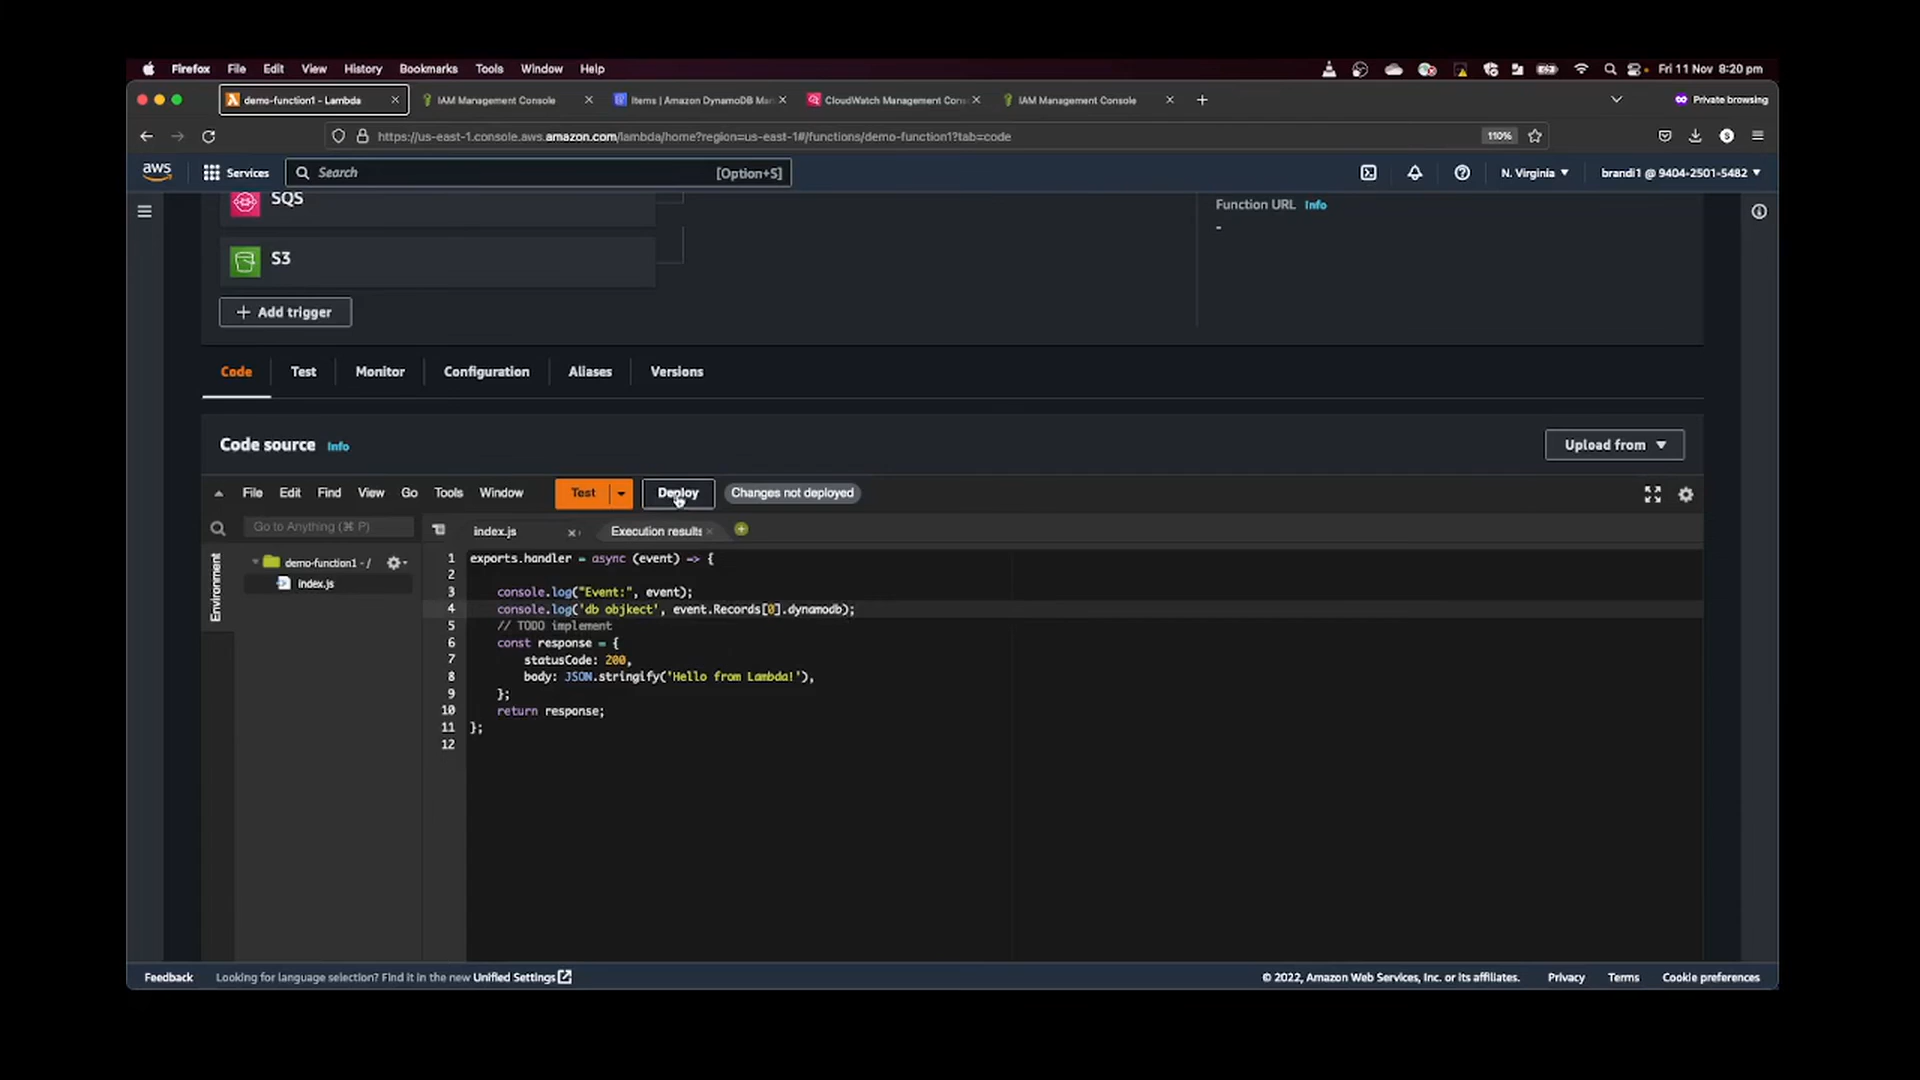 Firefox File Edit View History Bookmarks Tools Window Help Fri 11 Nov 8:20 pm
demo-function1 - Lambda IAM Management Console Items | Amazon DynamoDB Man CloudWatch Management Cons IAM Management Console Private browsing
https://us-east-1.console.aws.amazon.com/lambda/home?region=us-east-1#/functions/demo-function1?tab=code 110%
aws Services Search [Option+S] N. Virginia brandi1 @ 9404-2501-5482
SQS
Function URL Info
-
S3
+ Add trigger
Code Test Monitor Configuration Aliases Versions
Code source Info Upload from
File Edit Find View Go Tools Window Test Deploy Changes not deployed
Go to Anything (⌘ P) index.js Execution results
Environment
demo-function1 - /
index.js
1 exports.handler = async (event) => {
2
3 console.log("Event:", event);
4 console.log('db objkect', event.Records[0].dynamodb);
5 // TODO implement
6 const response = {
7 statusCode: 200,
8 body: JSON.stringify('Hello from Lambda!'),
9 };
10 return response;
11 };
12
Feedback Looking for language selection? Find it in the new Unified Settings © 2022, Amazon Web Services, Inc. or its affiliates. Privacy Terms Cookie preferences